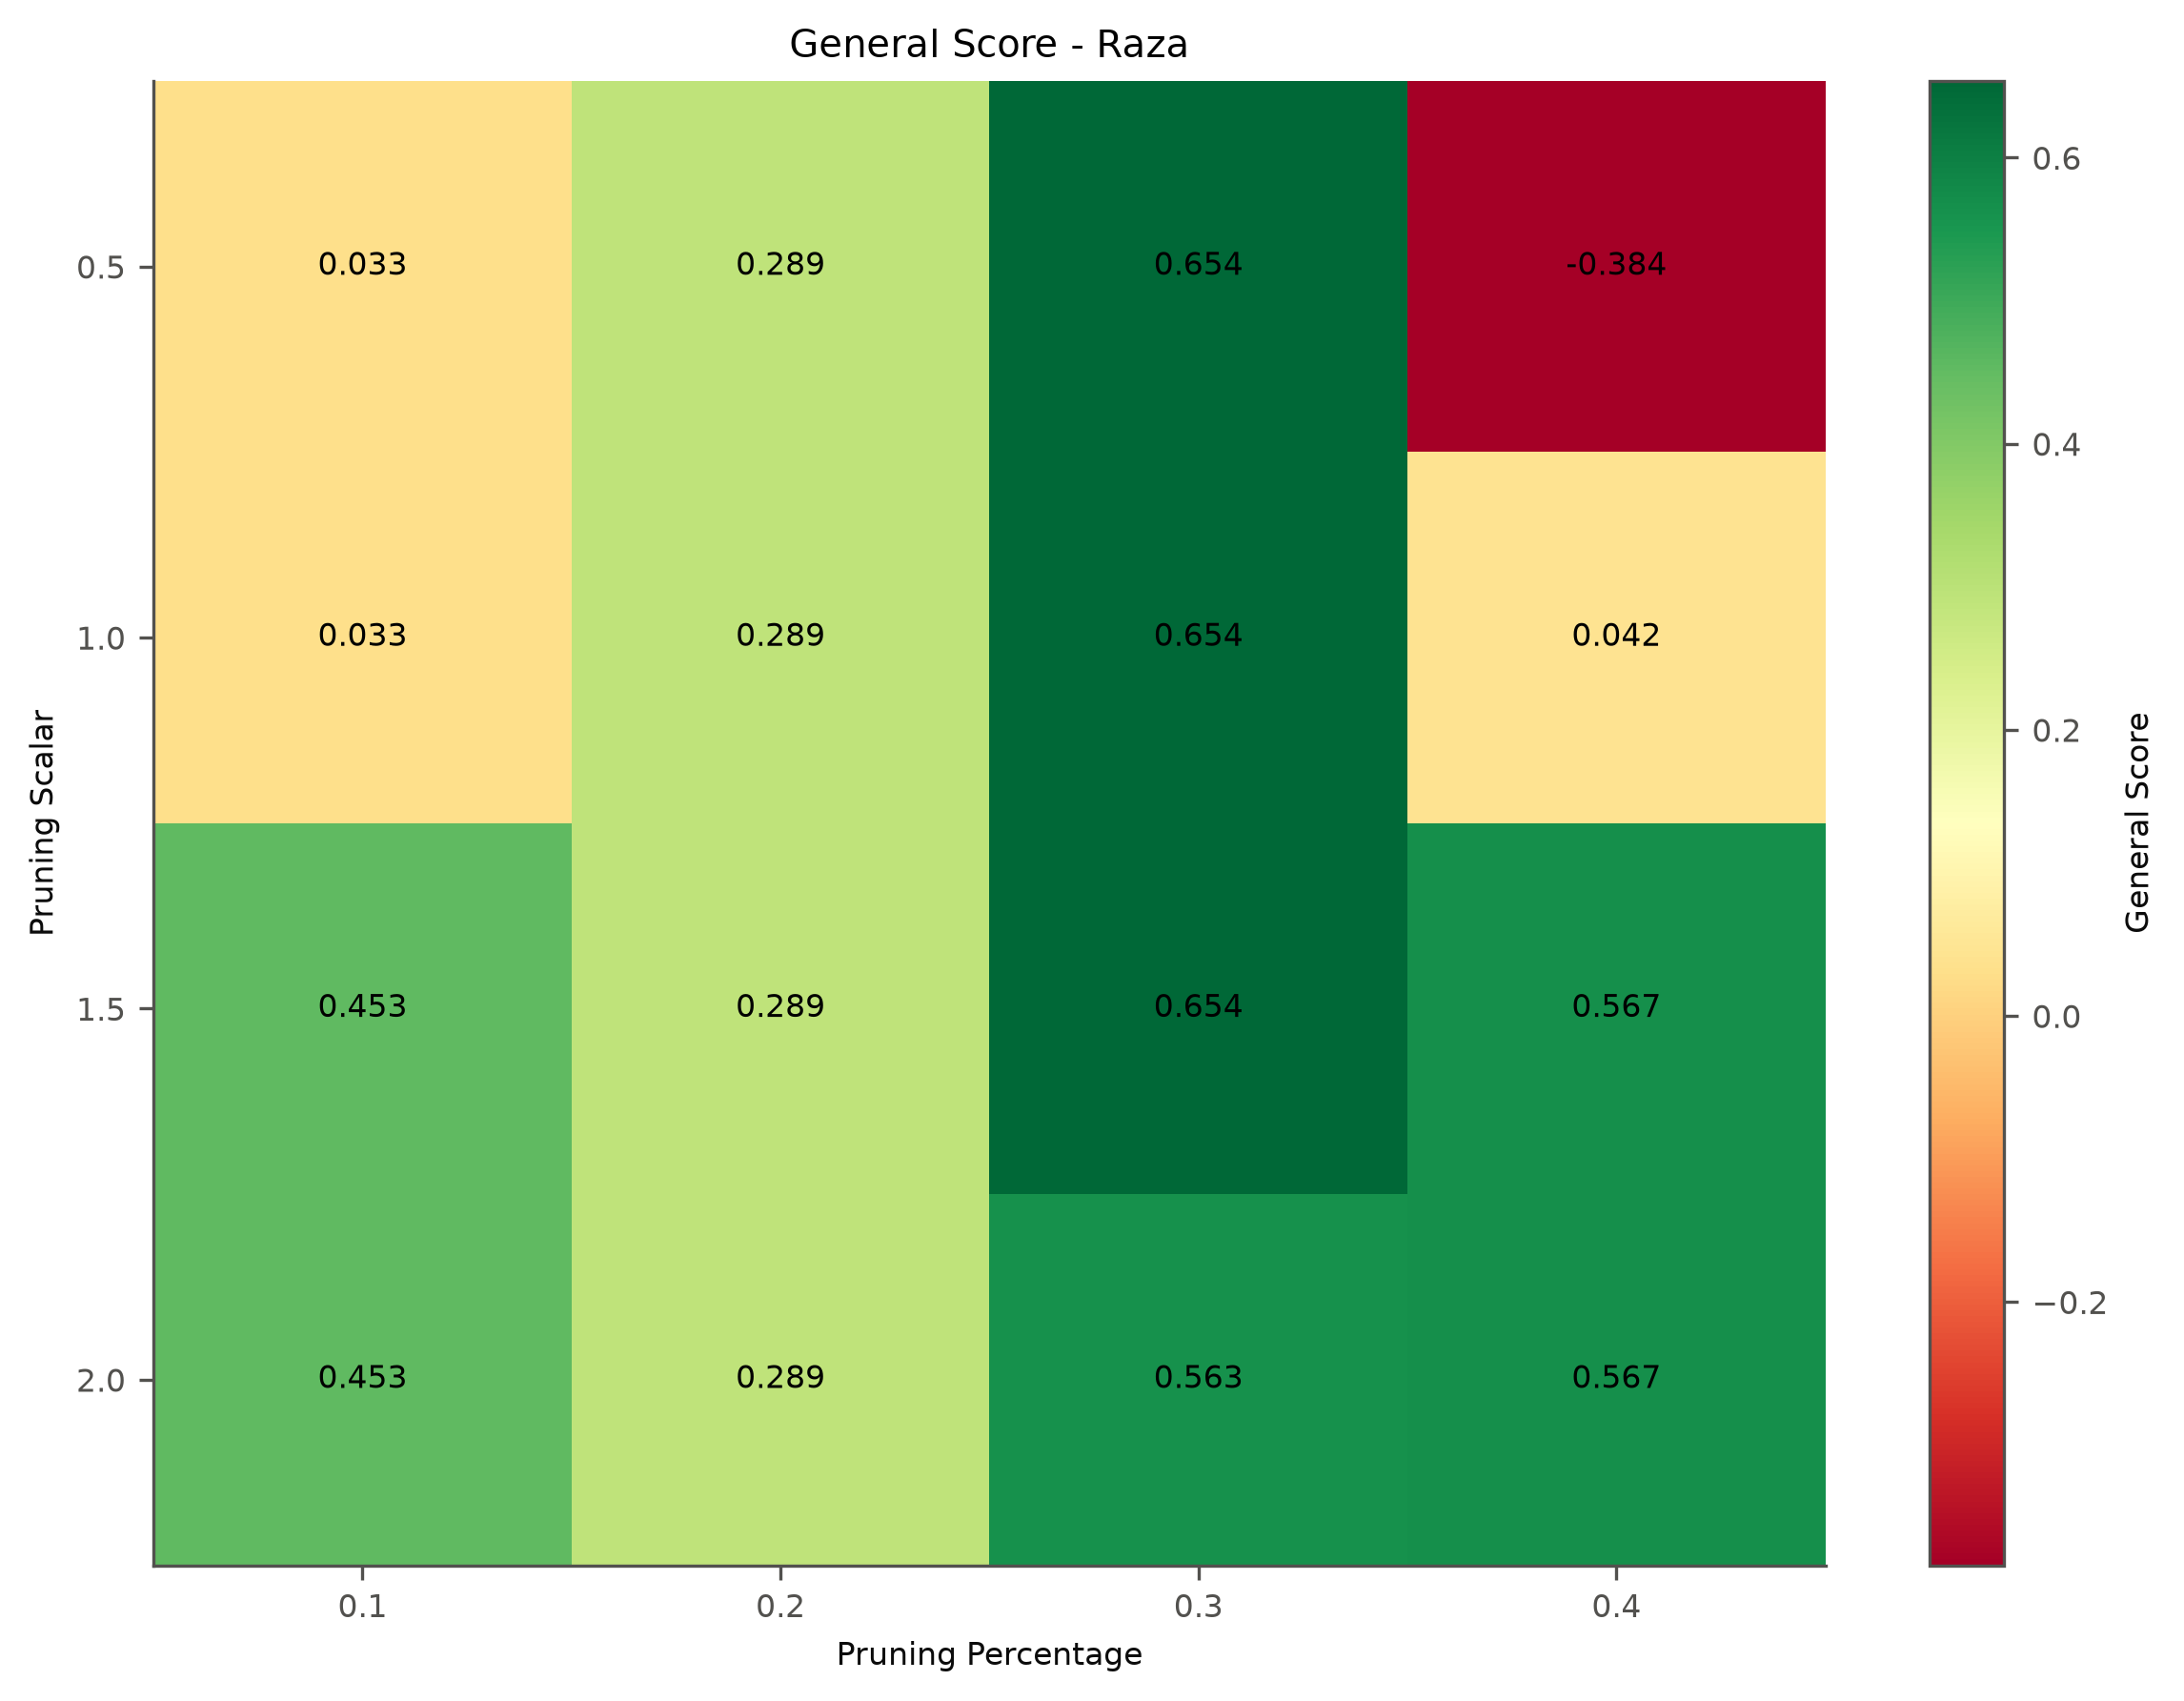 General Score - Raza
0.5 0.033 0.289 0.654 -0.384
1.0 0.033 0.289 0.654 0.042
1.5 0.453 0.289 0.654 0.567
2.0 0.453 0.289 0.563 0.567
0.1 0.2 0.3 0.4
Pruning Percentage
Pruning Scalar
0.6
0.4
0.2
0.0
−0.2
General Score